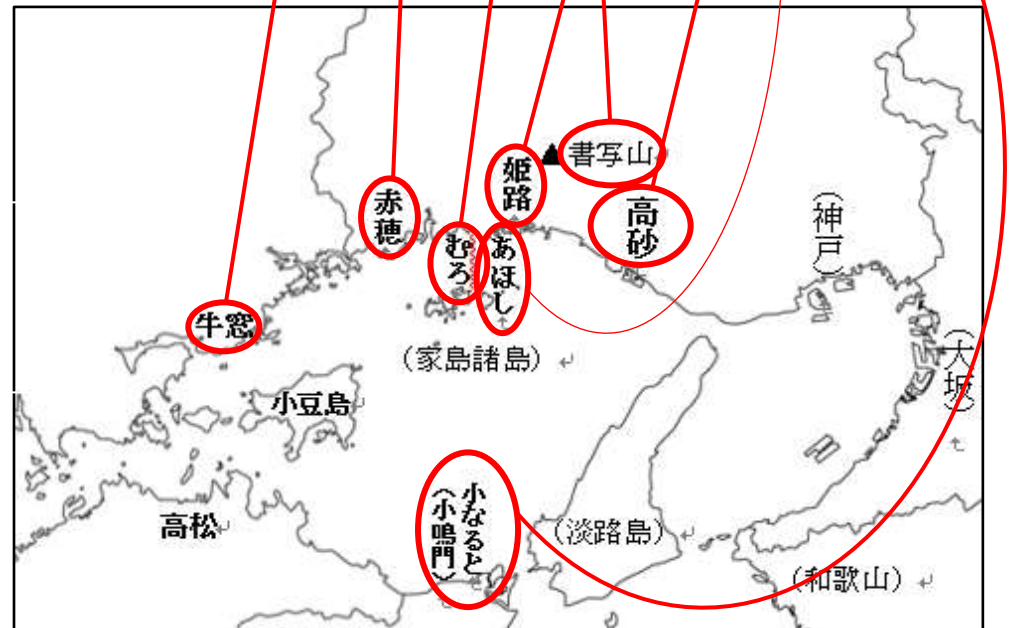 書写山
姫路
高砂
赤穂
(神戸)
むろ
あほし
牛窓
(家島諸島)
(大坂)
小豆島
小なると
(小鳴門)
高松
(淡路島)
(和歌山)